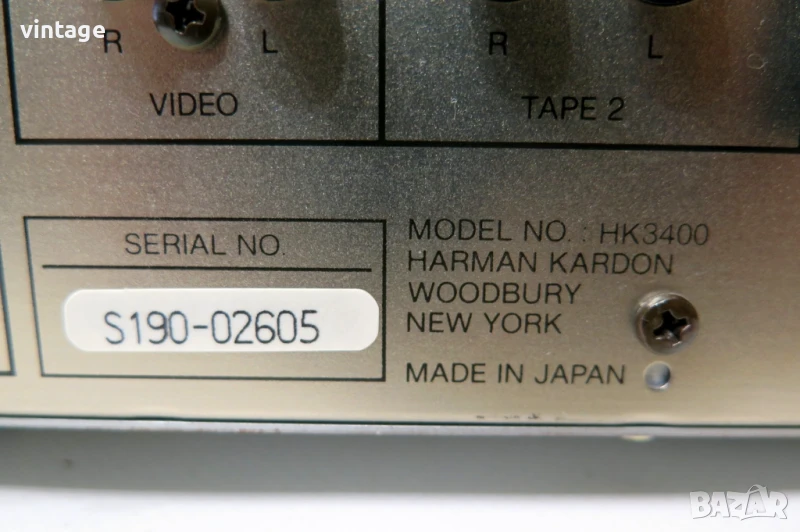 vintage
R L R L
VIDEO TAPE 2
SERIAL NO.
S190-02605
MODEL NO. : HK3400
HARMAN KARDON
WOODBURY
NEW YORK
MADE IN JAPAN
BAZAR